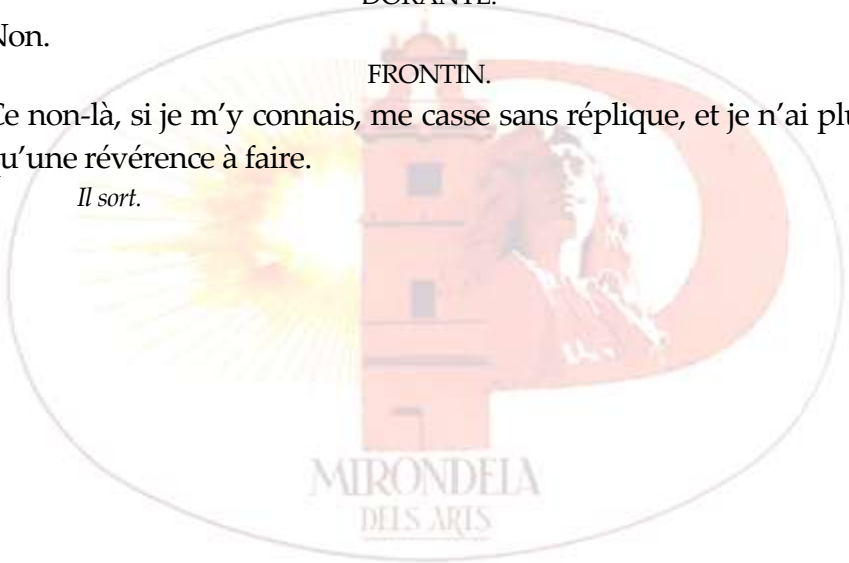 DORANTE.
Non.
FRONTIN.
Ce non-là, si je m’y connais, me casse sans réplique, et je n’ai plu
qu’une révérence à faire.
Il sort.
MIRONDELA
DELS ARTS